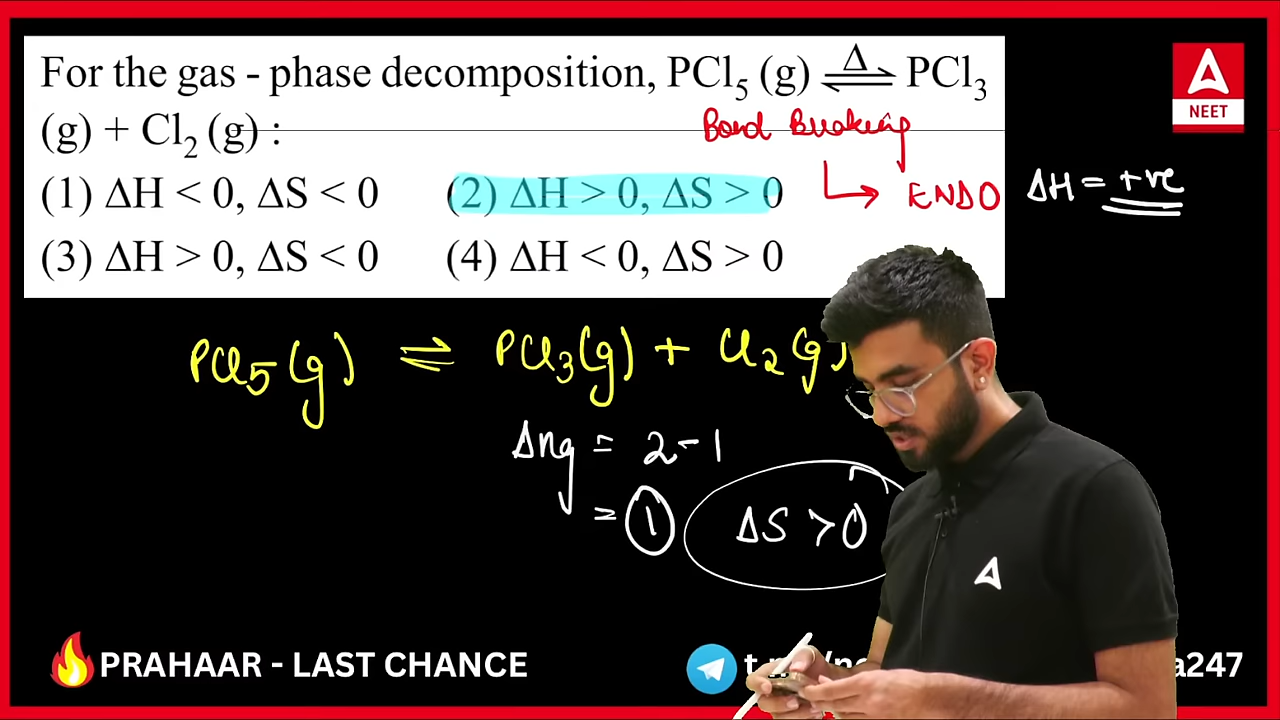 For the gas - phase decomposition, PCl₅ (g) ⇌ Δ PCl₃
(g) + Cl₂ (g) :
Bond Breaking
(1) ΔH < 0, ΔS < 0 (2) ΔH > 0, ΔS > 0
ENDO ΔH = +ve
(3) ΔH > 0, ΔS < 0 (4) ΔH < 0, ΔS > 0
NEET
PCl₅(g) ⇌ PCl₃(g) + Cl₂(g)
Δng = 2-1
= 1 ΔS > 0
PRAHAAR - LAST CHANCE
a247